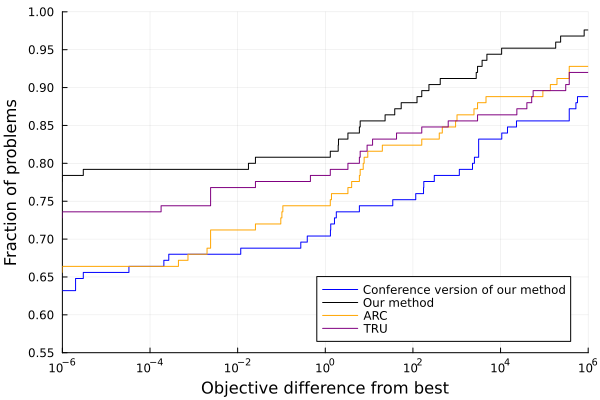 1.00
0.95
0.90
0.85
0.80
0.75
0.70
0.65
0.60
0.55
Fraction of problems
Conference version of our method
Our method
ARC
TRU
10⁻⁶ 10⁻⁴ 10⁻² 10⁰ 10² 10⁴ 10⁶
Objective difference from best